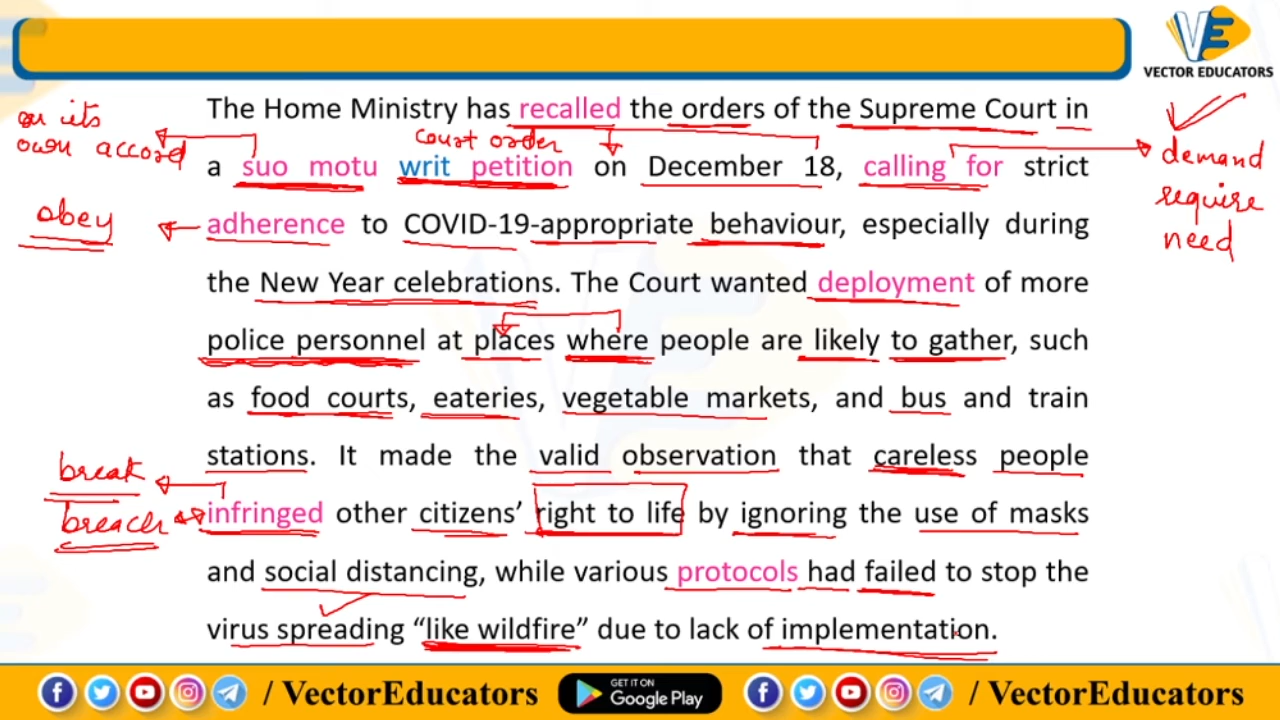 VECTOR EDUCATORS
The Home Ministry has recalled the orders of the Supreme Court in
on its
own accord
court order
a suo motu writ petition on December 18, calling for strict
demand
require
need
obey
adherence to COVID-19-appropriate behaviour, especially during
the New Year celebrations. The Court wanted deployment of more
police personnel at places where people are likely to gather, such
as food courts, eateries, vegetable markets, and bus and train
stations. It made the valid observation that careless people
break
breach
infringed other citizens’ right to life by ignoring the use of masks
and social distancing, while various protocols had failed to stop the
virus spreading “like wildfire” due to lack of implementation.
/ VectorEducators
GET IT ON
Google Play
/ VectorEducators